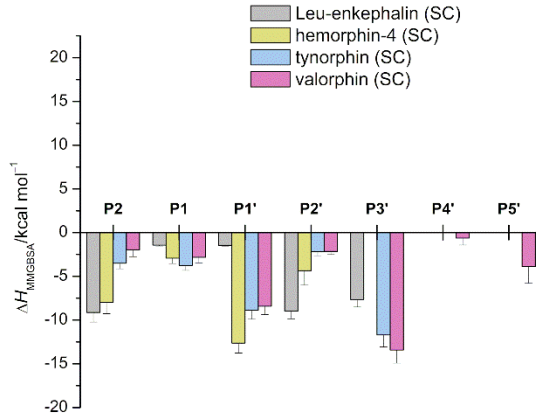 Leu-enkephalin (SC)
hemorphin-4 (SC)
tynorphin (SC)
valorphin (SC)
ΔH_MMGBSA/kcal mol⁻¹
20
15
10
5
0
-5
-10
-15
-20
P2 P1 P1' P2' P3' P4' P5'